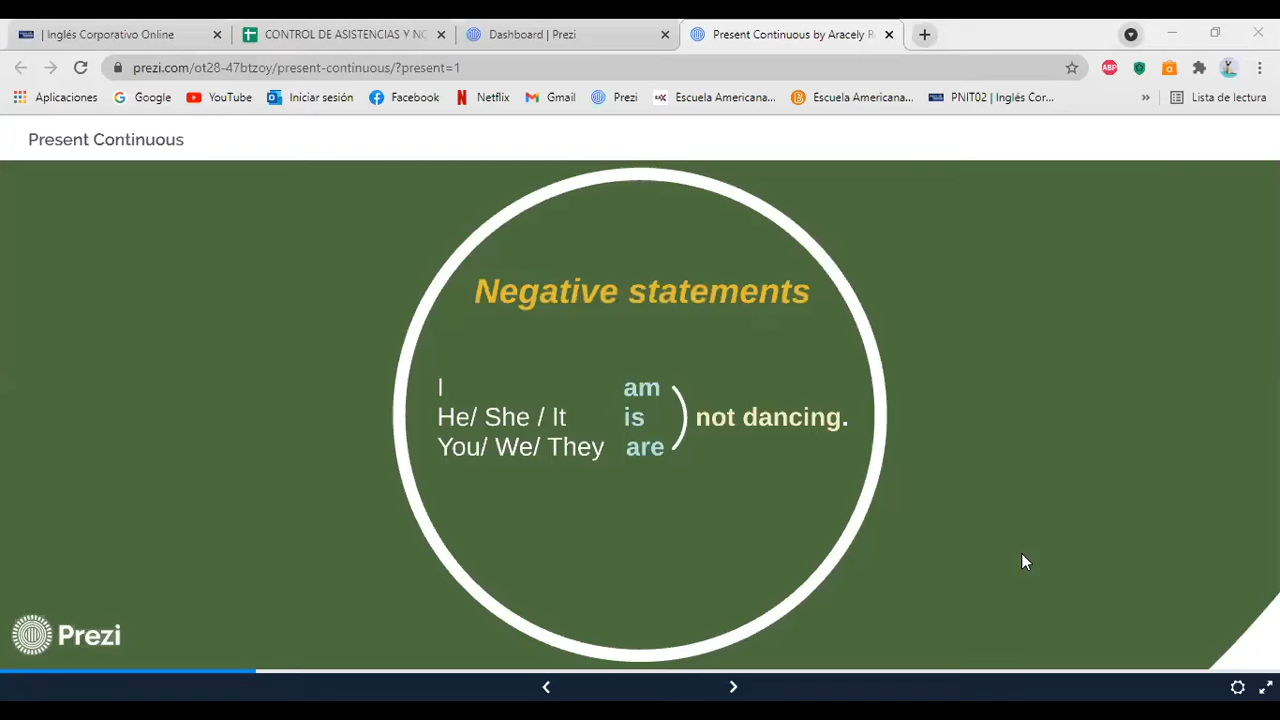 | Inglés Corporativo Online
CONTROL DE ASISTENCIAS Y NO
Dashboard | Prezi
Present Continuous by Aracely R
prezi.com/ot28-47btzoy/present-continuous/?present=1
ABP
Aplicaciones
Google
YouTube
Iniciar sesión
Facebook
Netflix
Gmail
Prezi
Escuela Americana...
Escuela Americana...
PNIT02 | Inglés Cor...
»
Lista de lectura
Present Continuous
Negative statements
I am
He/ She / It is not dancing.
You/ We/ They are
Prezi